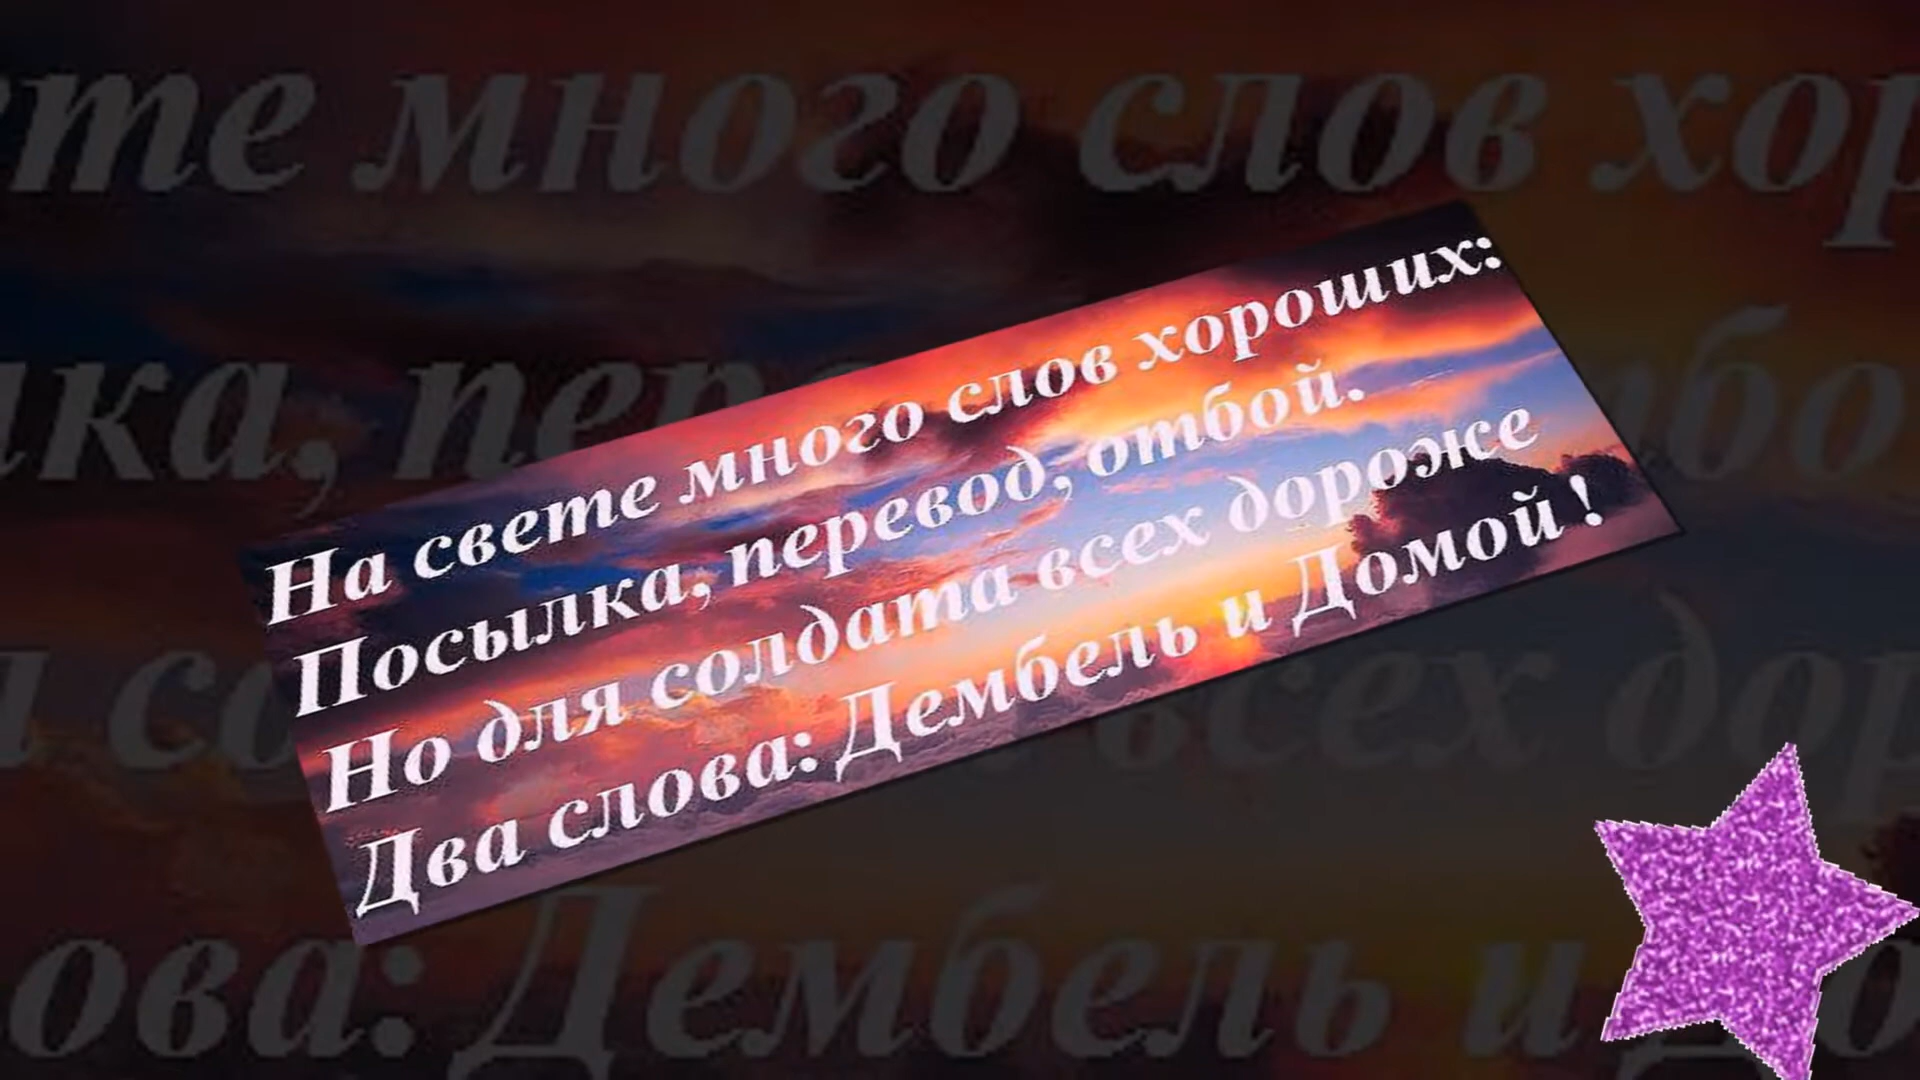 На свете много слов хороших:
Посылка, перевод, отбой.
Но для солдата всех дороже
Два слова: Дембель и Домой !